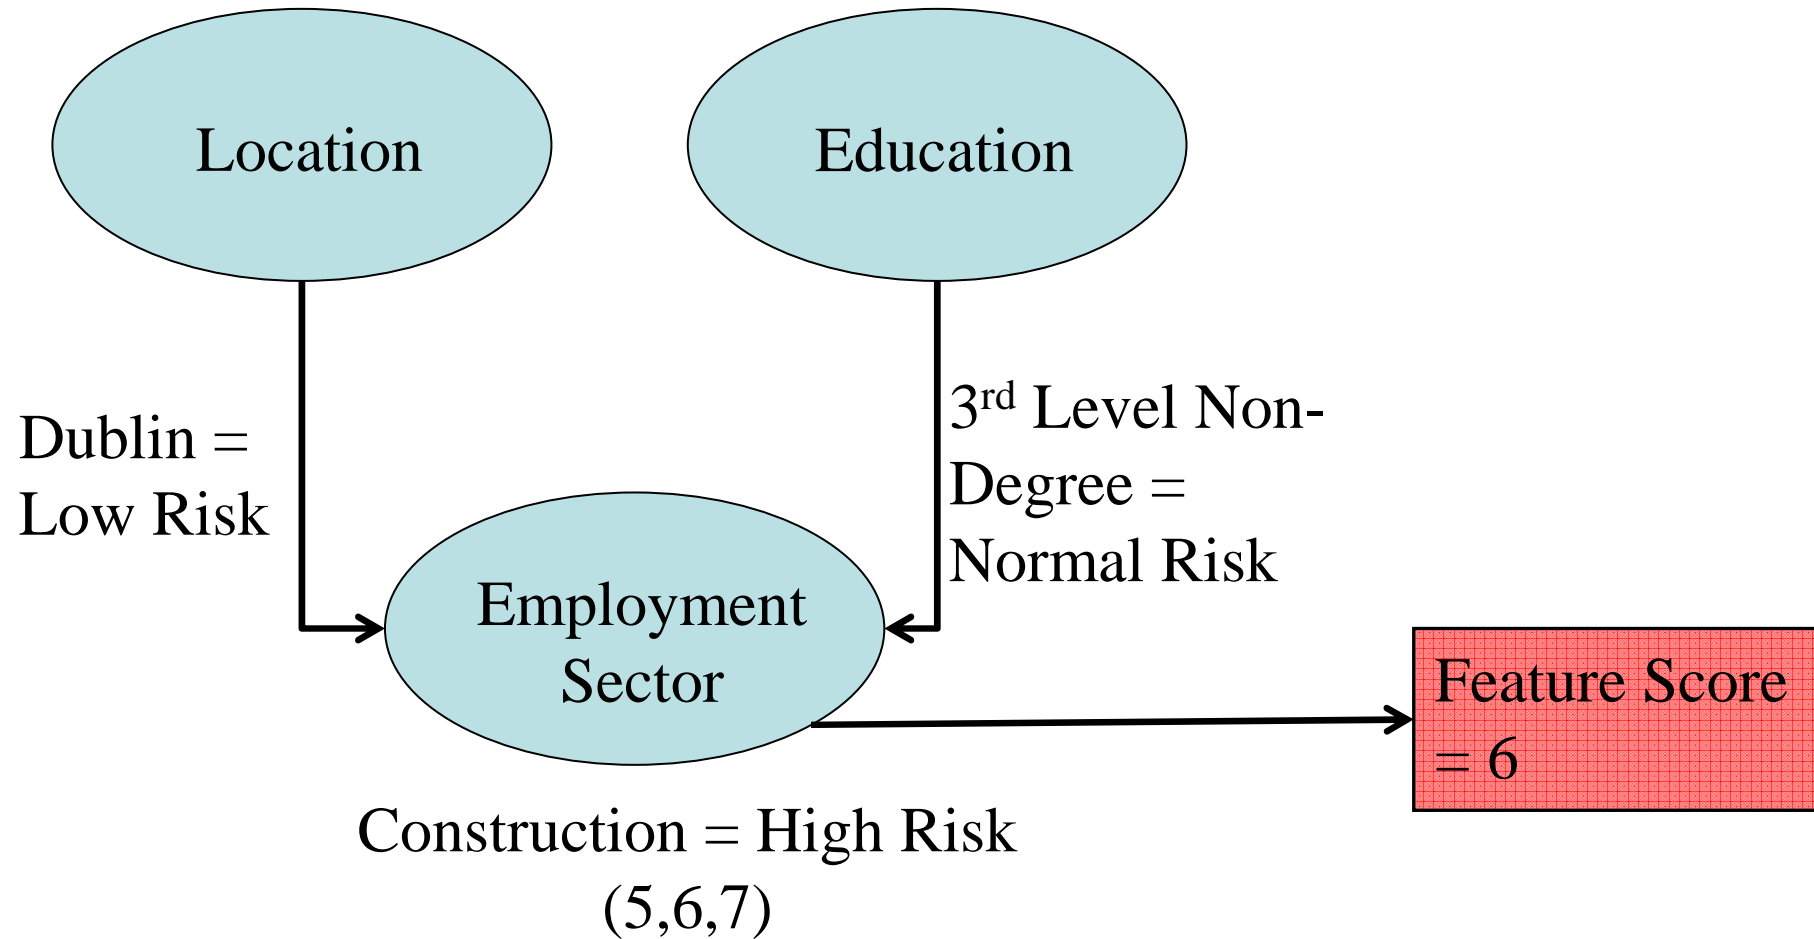 Location
Education
Dublin =
Low Risk
3rd Level Non-
Degree =
Normal Risk
Employment
Sector
Feature Score
= 6
Construction = High Risk
(5,6,7)